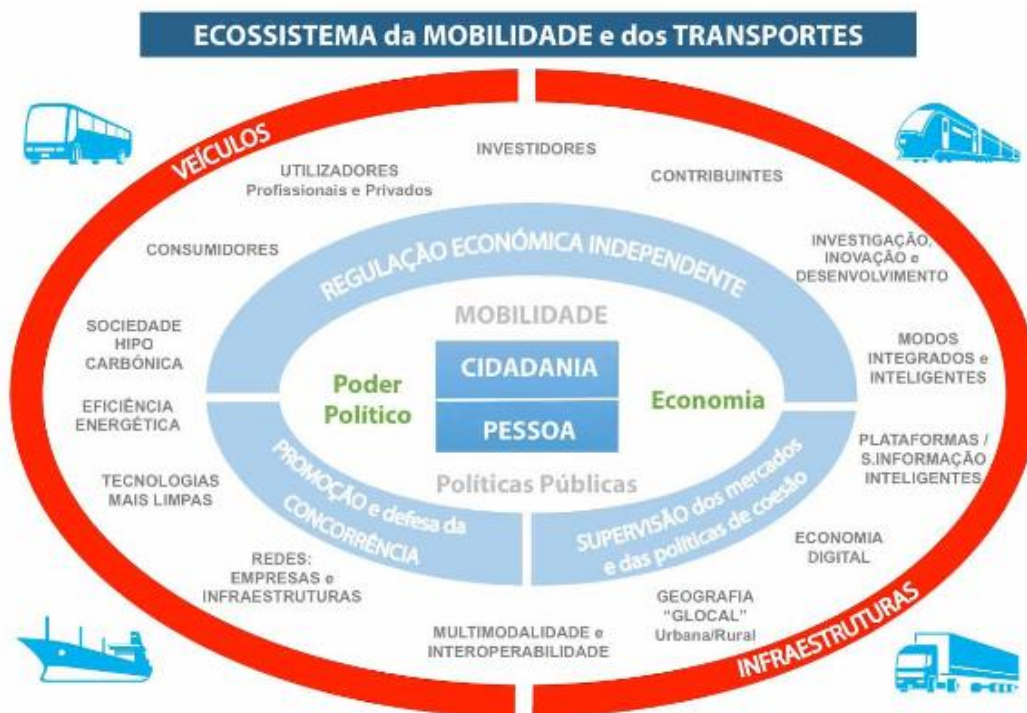 ECOSSISTEMA da MOBILIDADE e dos TRANSPORTES
VEÍCULOS
INVESTIDORES
UTILIZADORES
Profissionais e Privados
CONTRIBUINTES
CONSUMIDORES
REGULAÇÃO ECONÓMICA INDEPENDENTE
INVESTIGAÇÃO,
INOVAÇÃO e
DESENVOLVIMENTO
SOCIEDADE
HIPO
CARBÓNICA
MOBILIDADE
CIDADANIA
PESSOA
Poder
Político
Economia
Políticas Públicas
MODOS
INTEGRADOS e
INTELIGENTES
EFICIÊNCIA
ENERGÉTICA
PLATAFORMAS /
S.INFORMAÇÃO
INTELIGENTES
TECNOLOGIAS
MAIS LIMPAS
PROMOÇÃO e defesa da
CONCORRÊNCIA
SUPERVISÃO dos mercados
e das políticas de coesão
ECONOMIA
DIGITAL
REDES:
EMPRESAS e
INFRAESTRUTURAS
GEOGRAFIA
“GLOCAL”
Urbana/Rural
MULTIMODALIDADE e
INTEROPERABILIDADE
INFRAESTRUTURAS